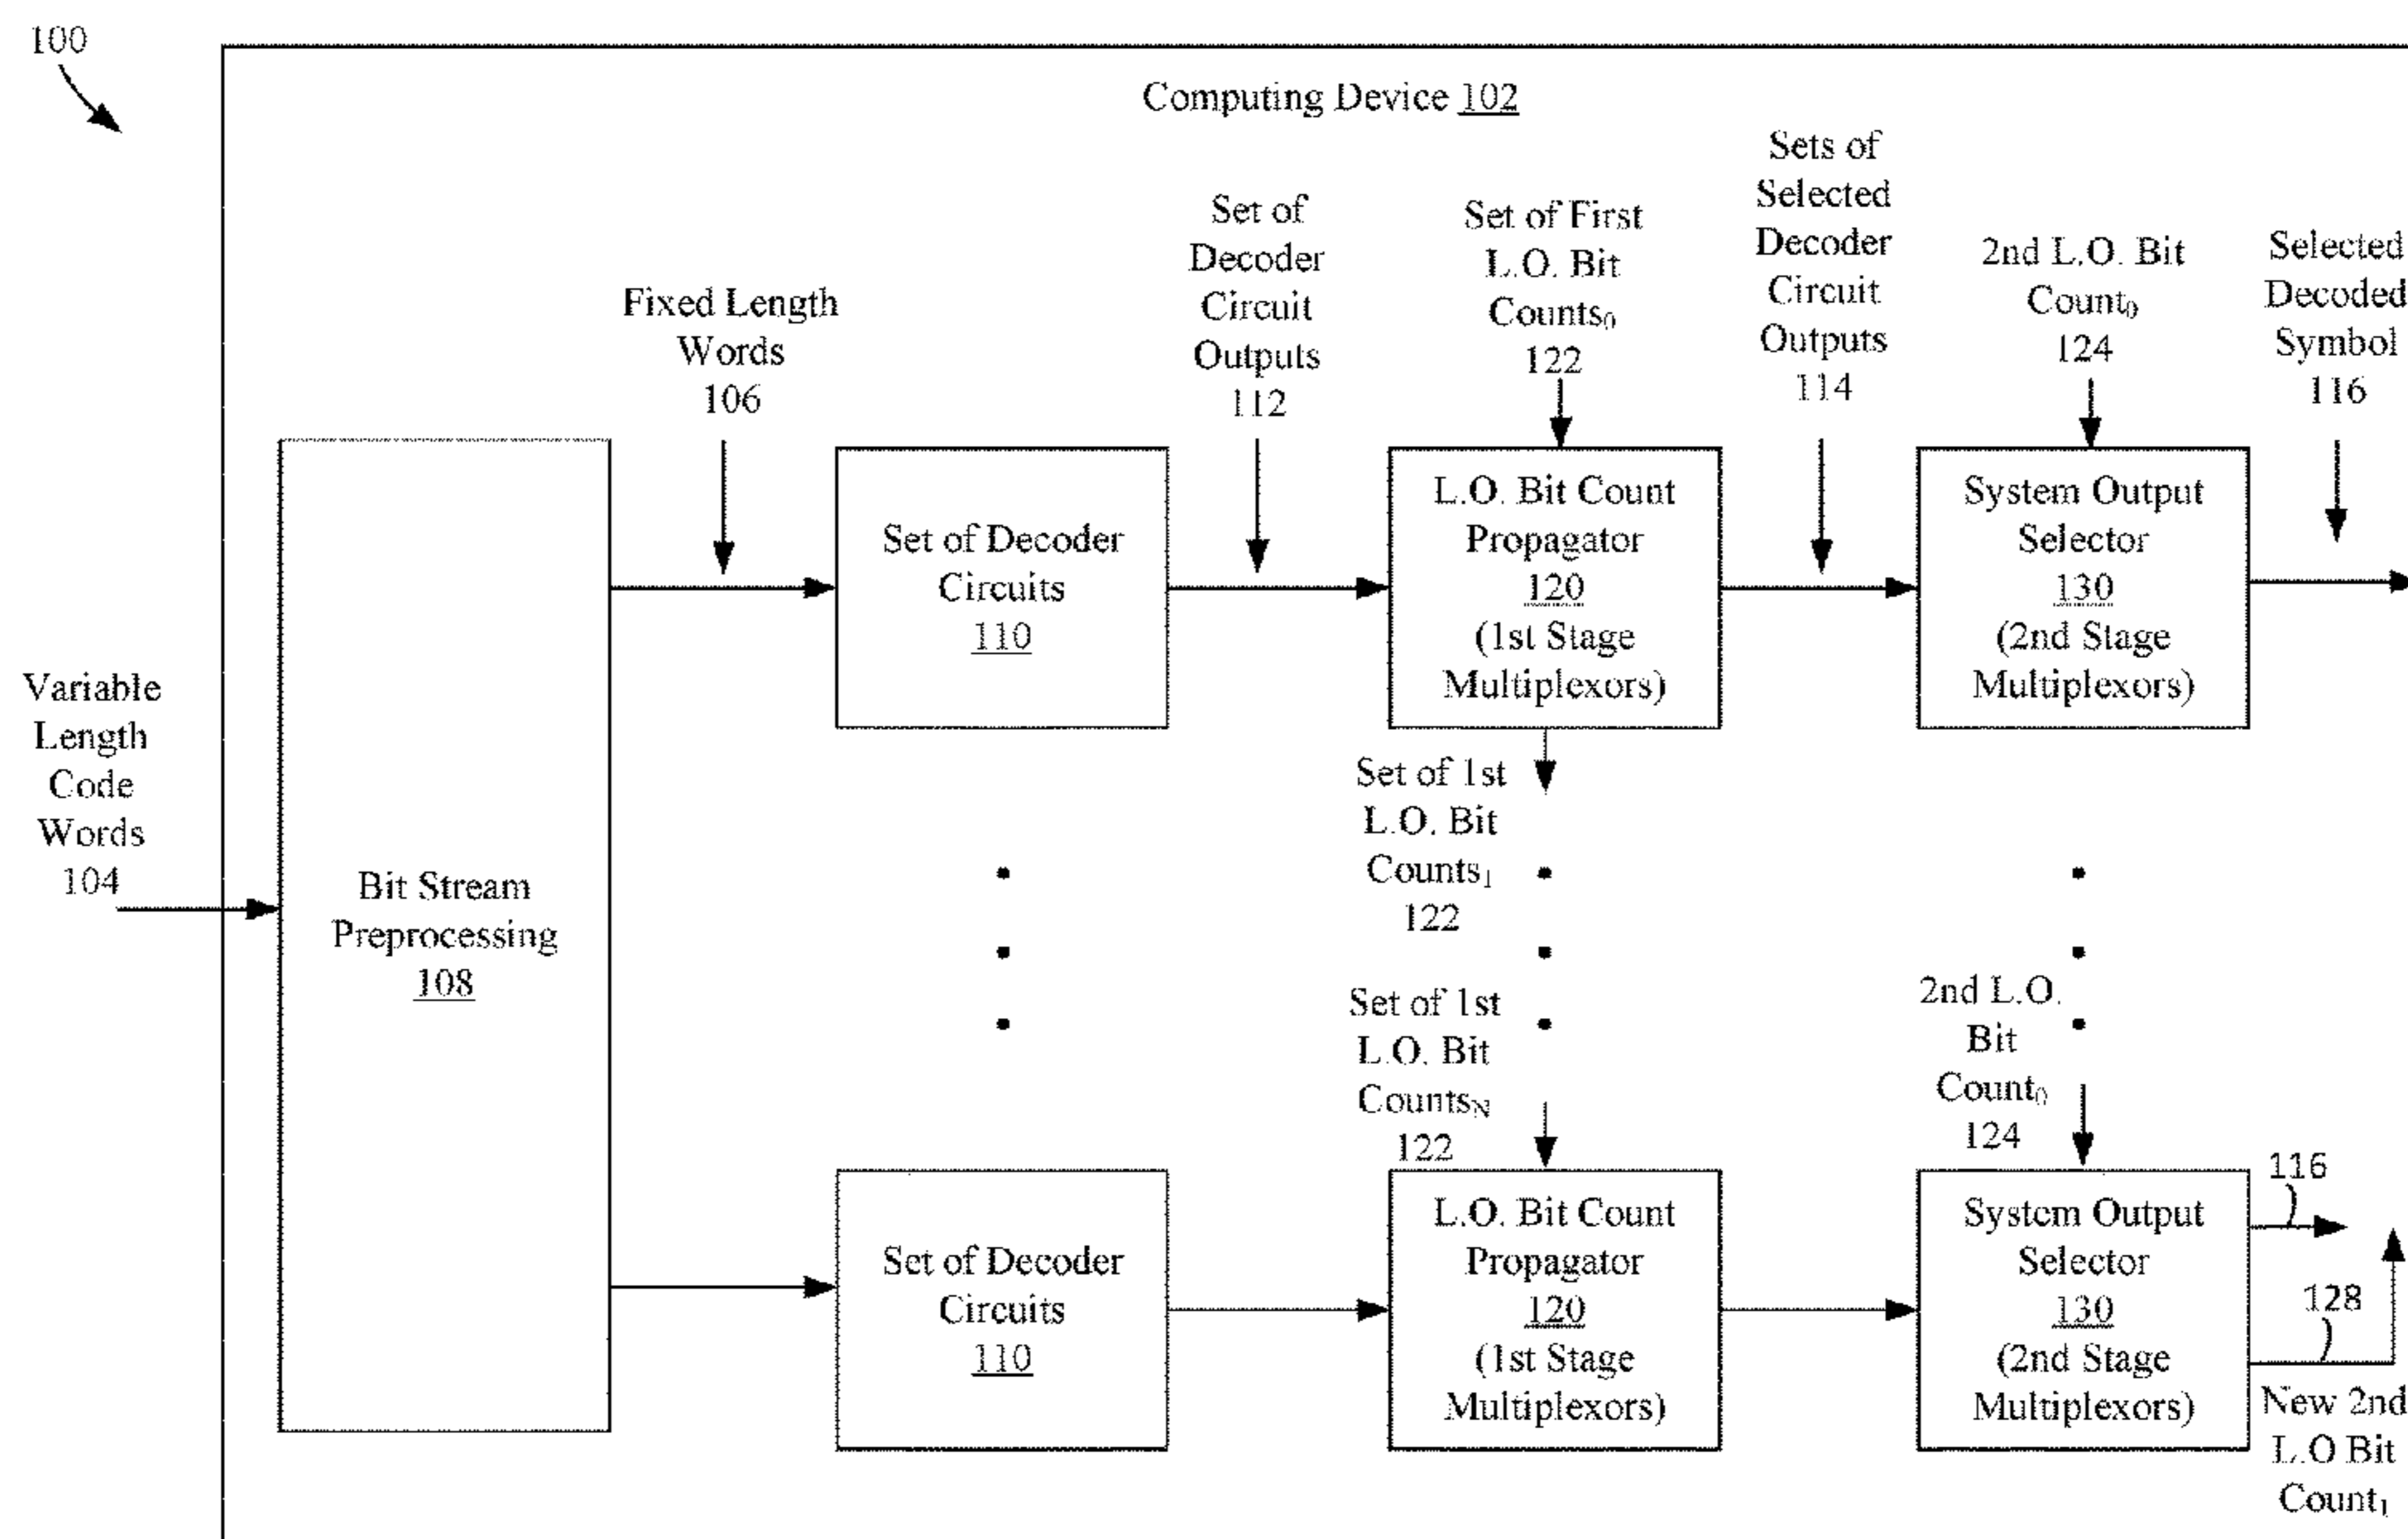 100
Computing Device 102
Sets of
Selected
Decoder
Circuit
Outputs
114
Set of
Decoder
Circuit
Outputs
112
Set of First
L.O. Bit
Counts₀
122
2nd L.O. Bit
Count₀
124
Selected
Decoded
Symbol
116
Fixed Length
Words
106
Set of Decoder
Circuits
110
L.O. Bit Count
Propagator
120
(1st Stage
Multiplexors)
System Output
Selector
130
(2nd Stage
Multiplexors)
Variable
Length
Code
Words
104
Bit Stream
Preprocessing
108
Set of 1st
L.O. Bit
Counts₁
122
Set of 1st
L.O. Bit
Counts_N
122
2nd L.O.
Bit
Count₀
124
Set of Decoder
Circuits
110
L.O. Bit Count
Propagator
120
(1st Stage
Multiplexors)
System Output
Selector
130
(2nd Stage
Multiplexors)
116
128
New 2nd
L.O Bit
Count₁